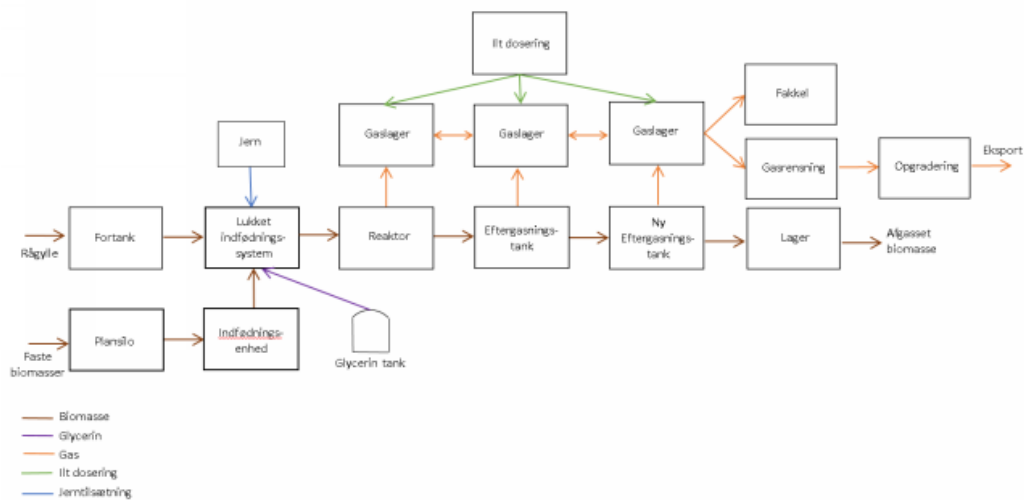 Ilt dosering
Fakkel
Gaslager
Gaslager
Gaslager
Jern
Gasrensning
Opgradering
Eksport
Rågylle
Fortank
Lukket
indfødnings-
system
Reaktor
Eftergasnings-
tank
Ny
Eftergasnings-
tank
Lager
Afgasset
biomasse
Faste
biomasser
Plansilo
Indfødnings-
enhed
Glycerin tank
Biomasse
Glycerin
Gas
Ilt dosering
Jerntilsætning